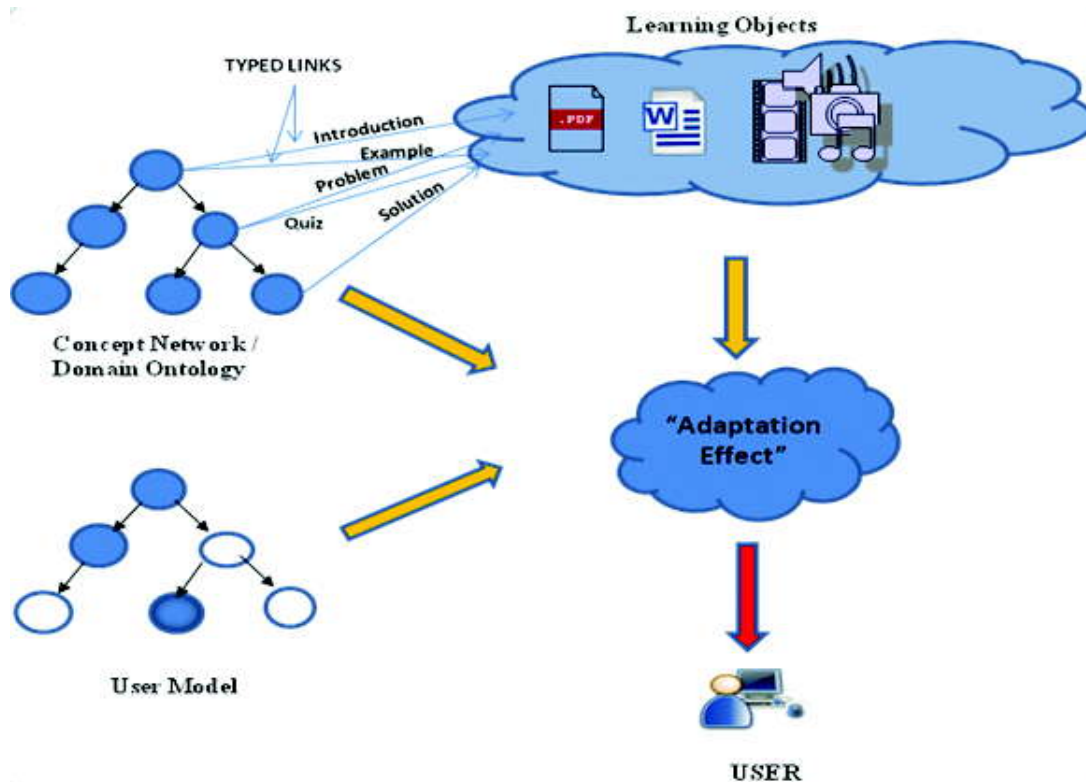 Learning Objects
TYPED LINKS
Introduction
Example
Problem
Quiz
Solution
.PDF
W
Concept Network /
Domain Ontology
"Adaptation
Effect"
User Model
USER